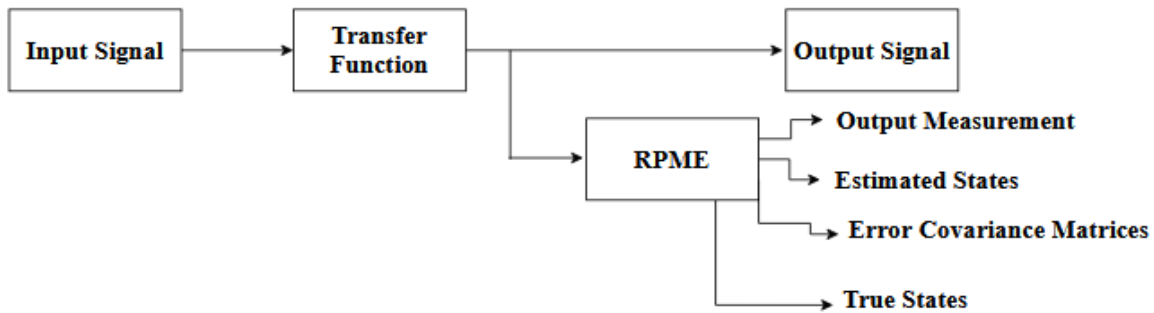 Input Signal
Transfer
Function
Output Signal
Output Measurement
RPME
Estimated States
Error Covariance Matrices
True States